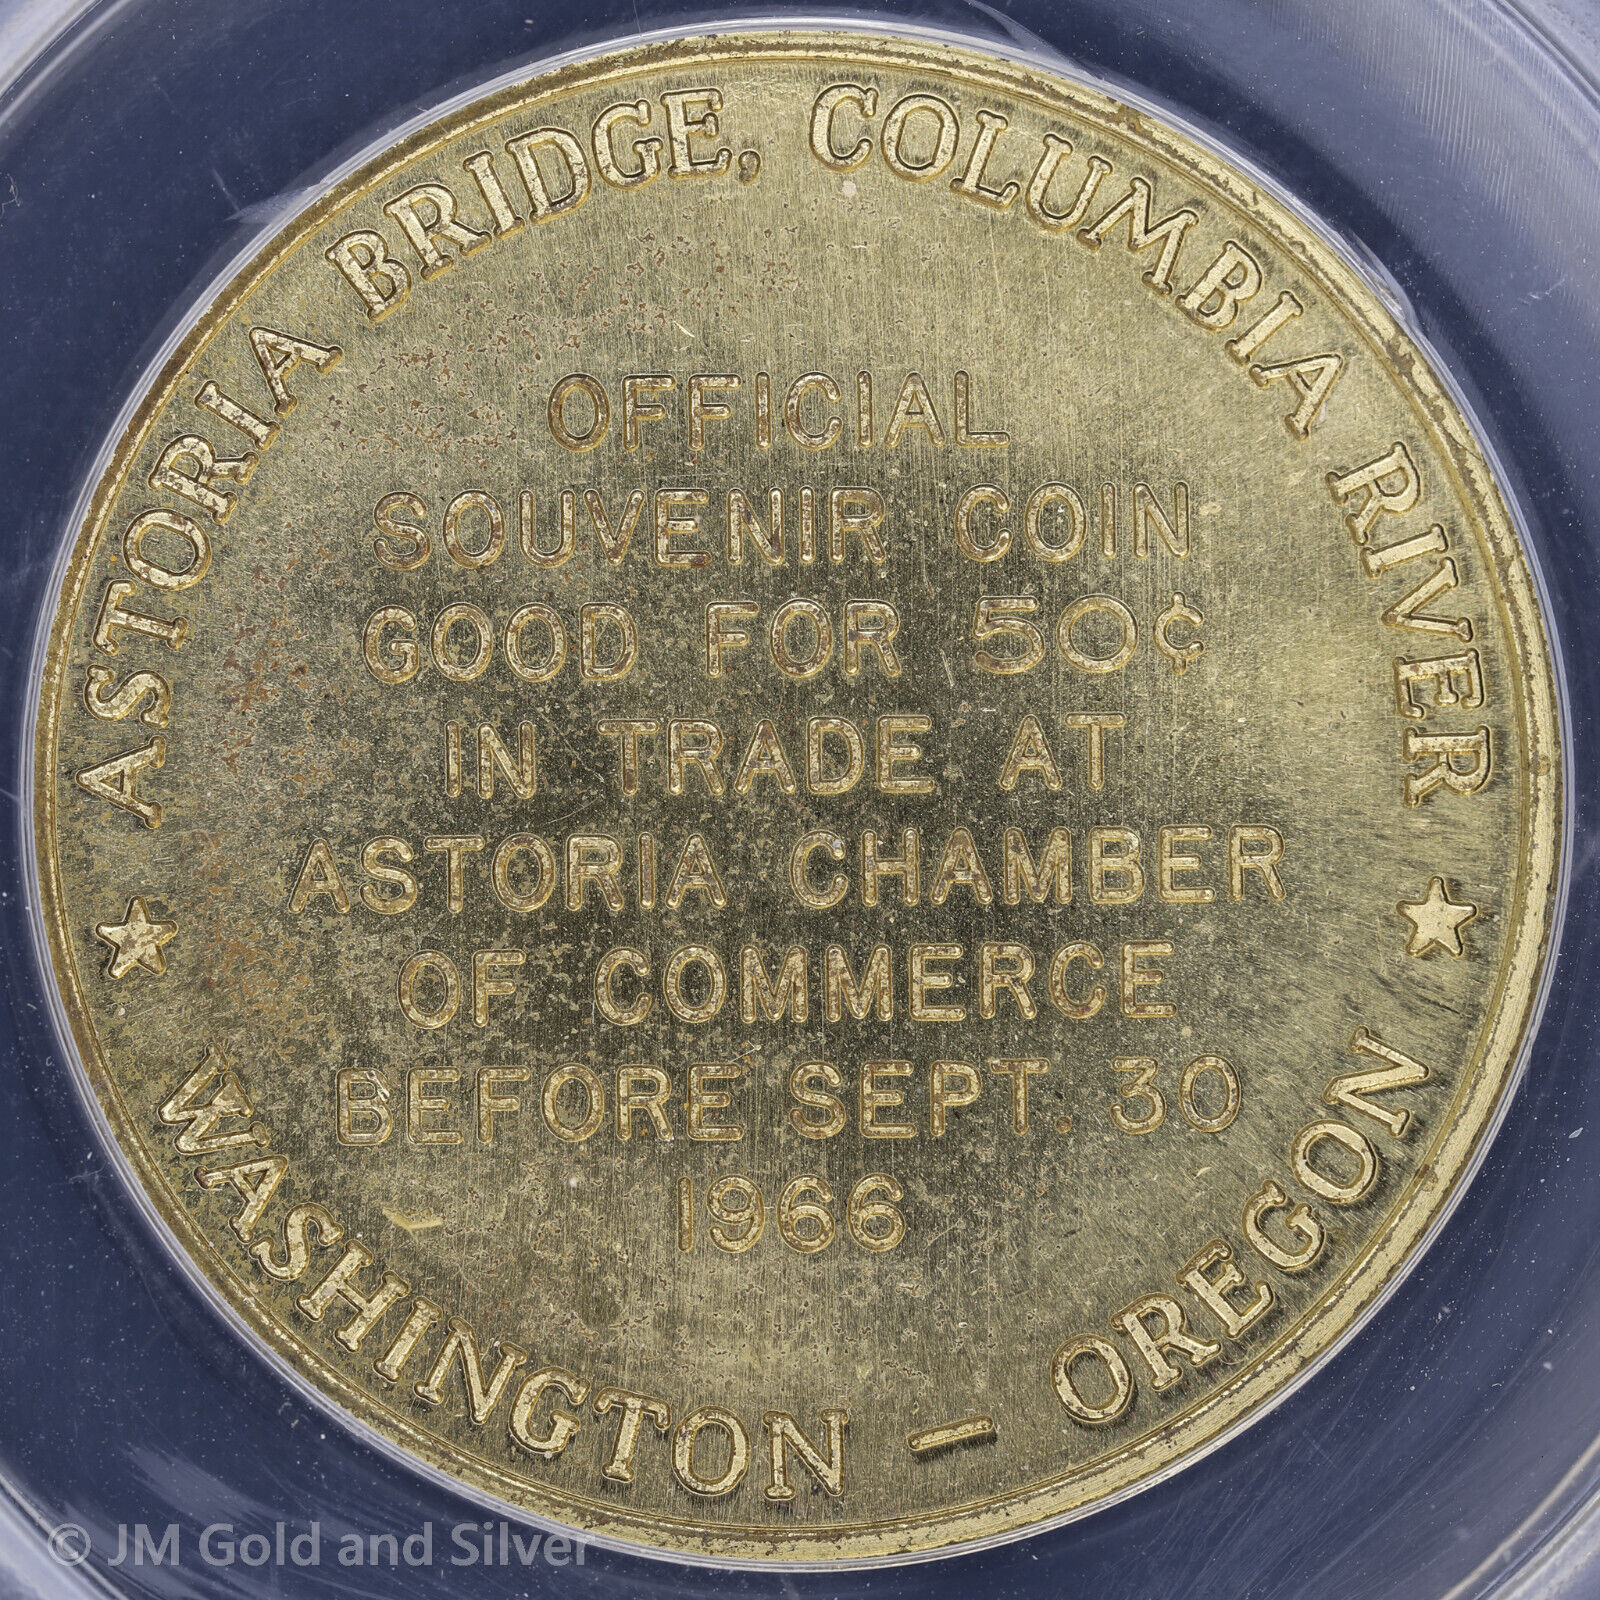 ASTORIA BRIDGE, COLUMBIA RIVER
OFFICIAL
SOUVENIR COIN
GOOD FOR 50¢
IN TRADE AT
ASTORIA CHAMBER
OF COMMERCE
BEFORE SEPT. 30
1966
WASHINGTON — OREGON
© JM Gold and Silver